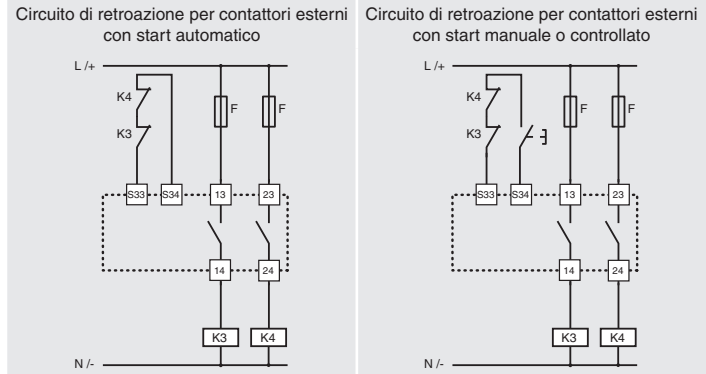 Circuito di retroazione per contattori esterni
con start automatico
L /+
K4
F
F
K3
S33
S34
13
23
14
24
K3
K4
N /-
Circuito di retroazione per contattori esterni
con start manuale o controllato
L /+
K4
F
F
K3
S33
S34
13
23
14
24
K3
K4
N /-